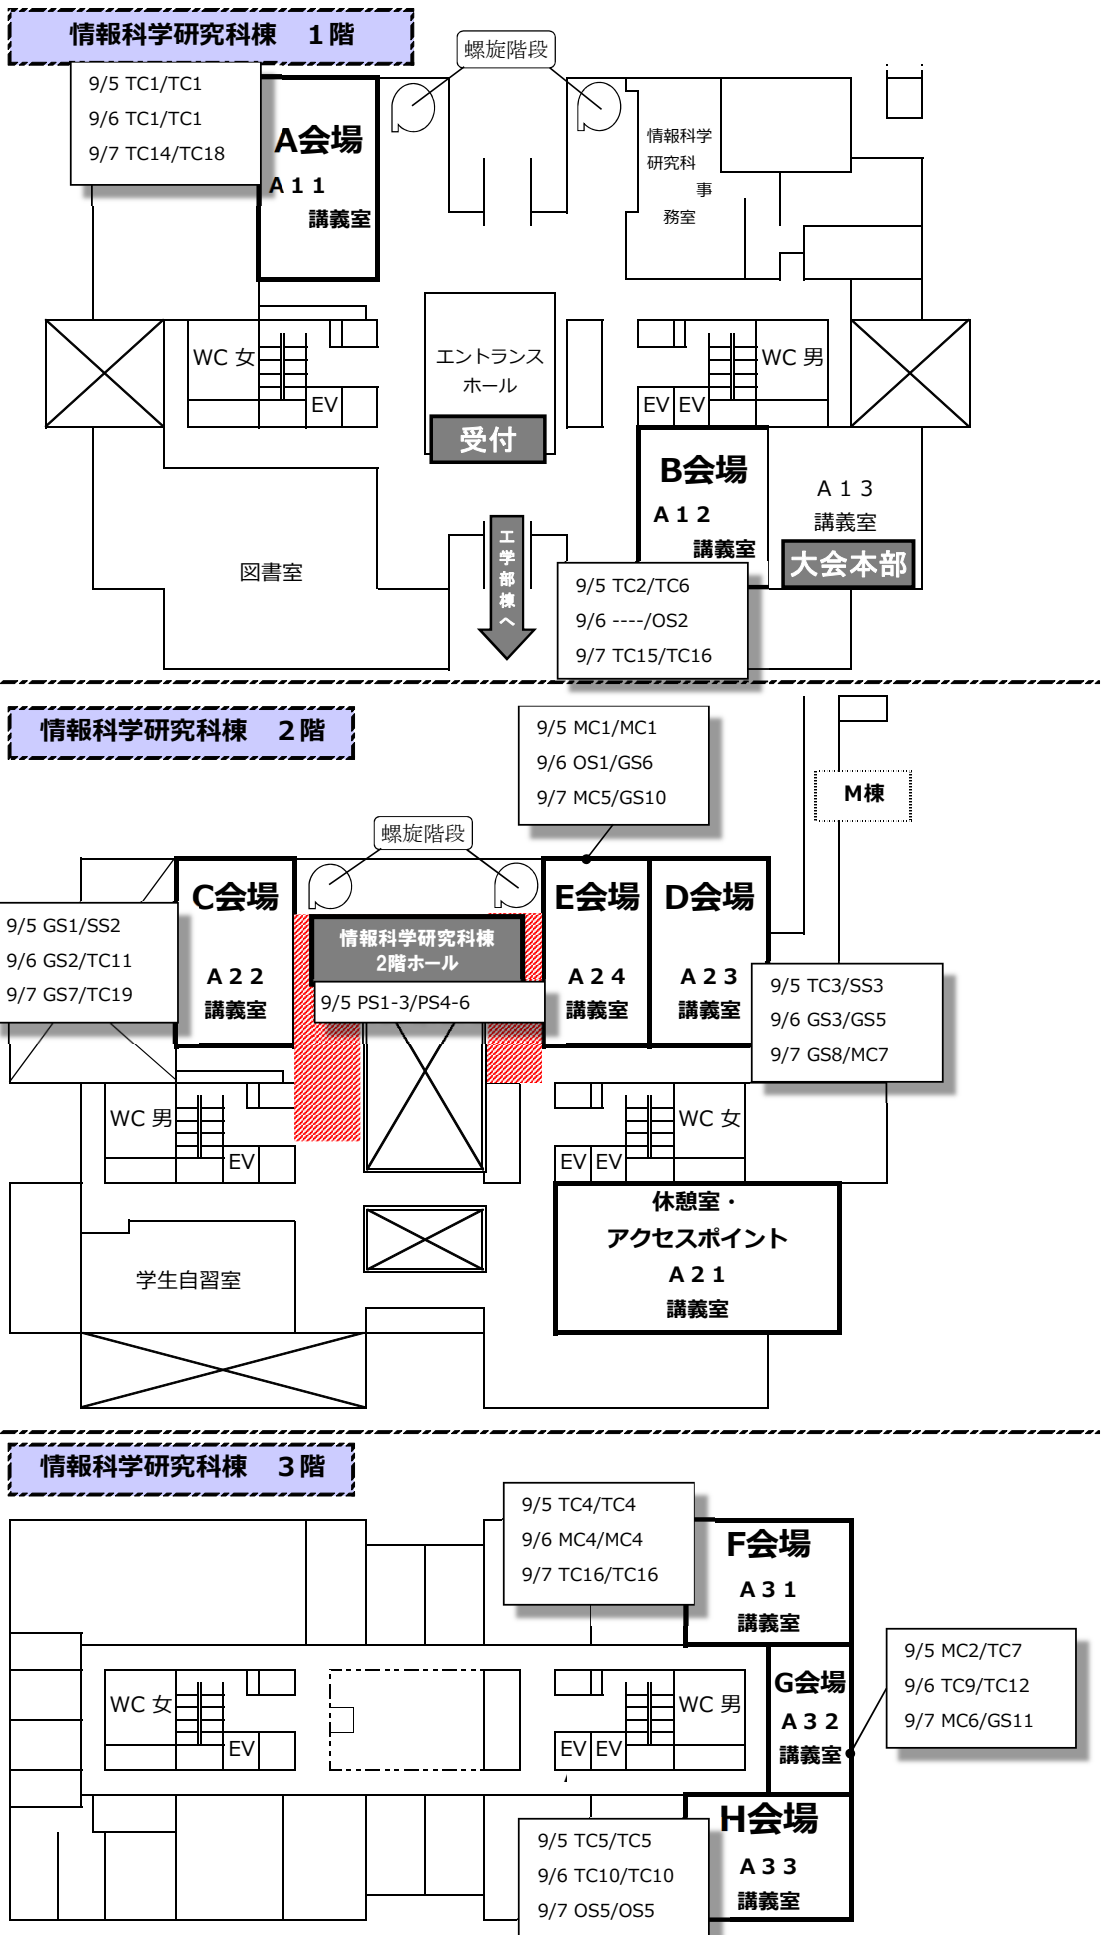 情報科学研究科棟　１階
螺旋階段
9/5 TC1/TC1
9/6 TC1/TC1
9/7 TC14/TC18
A会場
A１１
講義室
情報科学
研究科
事
務室
WC 女
EV
エントランス
ホール
受付
EV EV
WC 男
B会場
A１２
講義室
A１３
講義室
大会本部
工学部棟へ
図書室
9/5 TC2/TC6
9/6 ----/OS2
9/7 TC15/TC16
情報科学研究科棟　２階
9/5 MC1/MC1
9/6 OS1/GS6
9/7 MC5/GS10
M棟
螺旋階段
C会場
A２２
講義室
9/5 GS1/SS2
9/6 GS2/TC11
9/7 GS7/TC19
情報科学研究科棟
2階ホール
9/5 PS1-3/PS4-6
E会場
A２４
講義室
D会場
A２３
講義室
9/5 TC3/SS3
9/6 GS3/GS5
9/7 GS8/MC7
WC 男
EV
EV EV
WC 女
休憩室・
アクセスポイント
A２１
講義室
学生自習室
情報科学研究科棟　３階
9/5 TC4/TC4
9/6 MC4/MC4
9/7 TC16/TC16
F会場
A３１
講義室
WC 女
EV
EV EV
WC 男
G会場
A３２
講義室
9/5 MC2/TC7
9/6 TC9/TC12
9/7 MC6/GS11
H会場
A３３
講義室
9/5 TC5/TC5
9/6 TC10/TC10
9/7 OS5/OS5